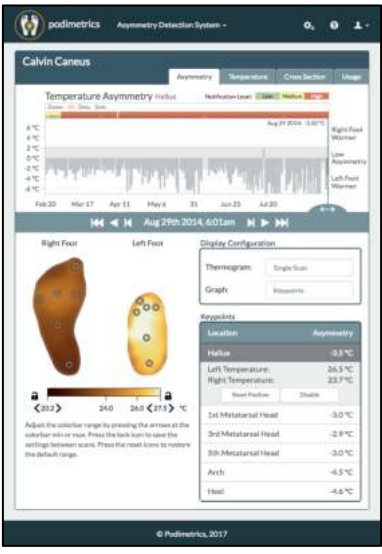 podimetrics Asymmetry Detection System
Calvin Caneus
Asymmetry Temperature Cross Section Usage
Temperature Asymmetry Hallux Notification Level: Low Medium High
Aug 29 2014
6 °C
4 °C
2 °C
0 °C
-2 °C
-4 °C
-6 °C
Right Foot
Warmer
Low
Asymmetry
Left Foot
Warmer
Feb 20 Mar 17 Apr 11 May 6 31 Jun 25 Jul 20
Aug 29th 2014, 6:01am
Right Foot Left Foot
Display Configuration
Thermogram: Single Scan
Graph: Keypoints
Keypoints
Location Asymmetry
Hallux
Left Temperature: 26.5 °C
Right Temperature: 23.7 °C
Reset Position Disable
1st Metatarsal Head -3.0 °C
3rd Metatarsal Head -2.9 °C
5th Metatarsal Head -3.0 °C
Arch -4.5 °C
Heel -4.6 °C
20.2 24.0 26.0 27.5 °C
Adjust the colorbar range by pressing the arrows at the
colorbar min or max. Press the lock icon to save the
settings between scans. Press the reset icons to restore
the default range.
© Podimetrics, 2017